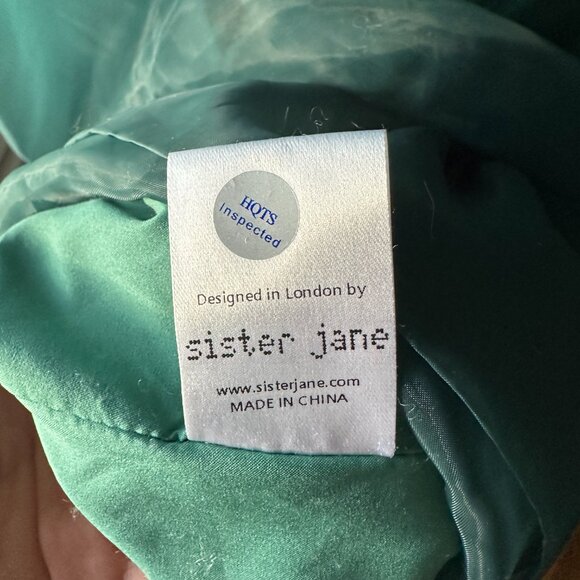 HQTS
Inspected
Designed in London by
sister jane
www.sisterjane.com
MADE IN CHINA